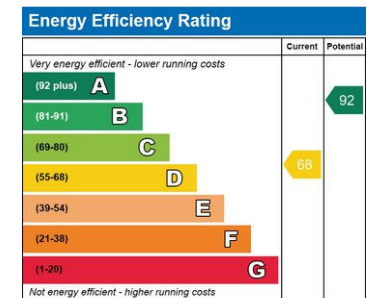 Energy Efficiency Rating
Current Potential
Very energy efficient - lower running costs
(92 plus) A
(81-91) B
(69-80) C
(55-68) D
(39-54) E
(21-38) F
(1-20) G
92
68
Not energy efficient - higher running costs